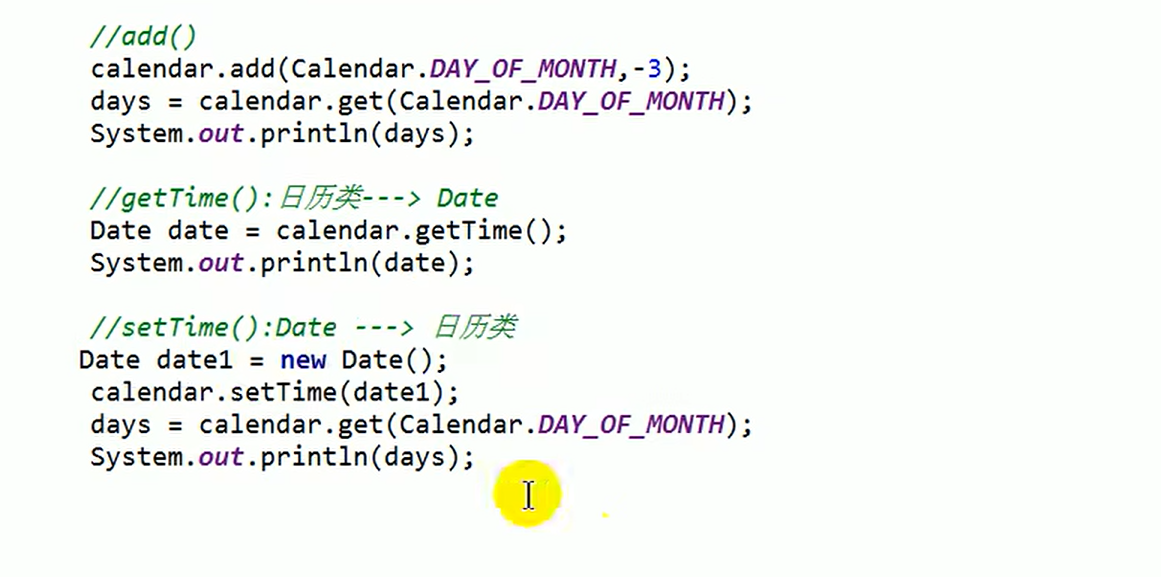 //add()
calendar.add(Calendar.DAY_OF_MONTH,-3);
days = calendar.get(Calendar.DAY_OF_MONTH);
System.out.println(days);
//getTime():日历类---> Date
Date date = calendar.getTime();
System.out.println(date);
//setTime():Date ---> 日历类
Date date1 = new Date();
calendar.setTime(date1);
days = calendar.get(Calendar.DAY_OF_MONTH);
System.out.println(days);